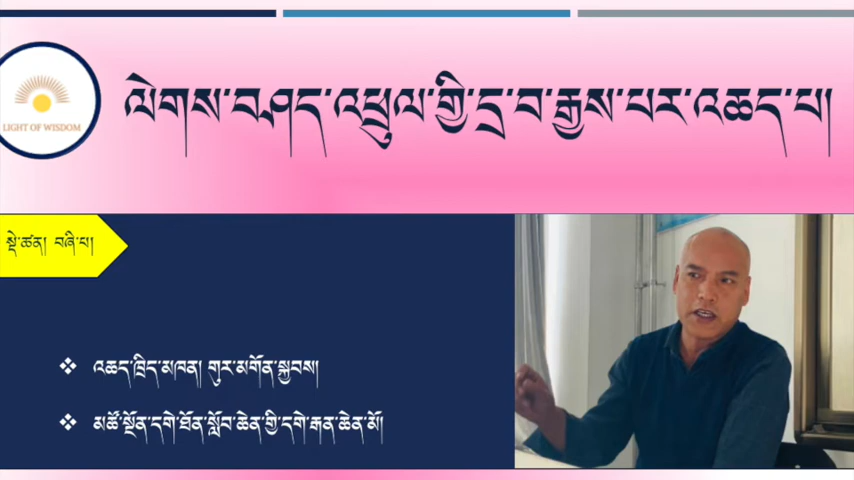 LIGHT OF WISDOM
ལེགས་བཤད་འཕྲུལ་གྱི་དྲ་བ་རྒྱས་པར་འཆད་པ།
སྡེ་ཚན། བཞི་པ།
འཆད་ཁྲིད་མཁན། གུར་མགོན་སྐྱབས།
མཚོ་སྔོན་དགེ་ཐོན་སློབ་ཆེན་གྱི་དགེ་རྒན་ཆེན་མོ།